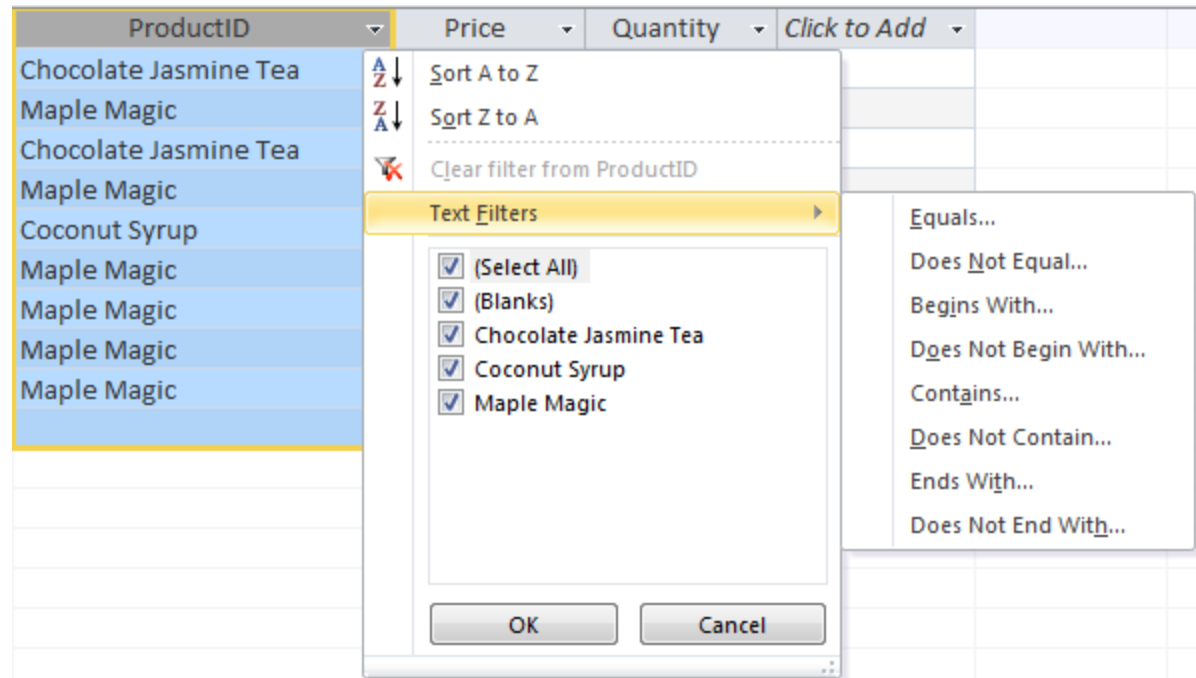 ProductID Price Quantity Click to Add
Chocolate Jasmine Tea
Maple Magic
Chocolate Jasmine Tea
Maple Magic
Coconut Syrup
Maple Magic
Maple Magic
Maple Magic
Maple Magic
Sort A to Z
Sort Z to A
Clear filter from ProductID
Text Filters
(Select All)
(Blanks)
Chocolate Jasmine Tea
Coconut Syrup
Maple Magic
OK Cancel
Equals...
Does Not Equal...
Begins With...
Does Not Begin With...
Contains...
Does Not Contain...
Ends With...
Does Not End With...